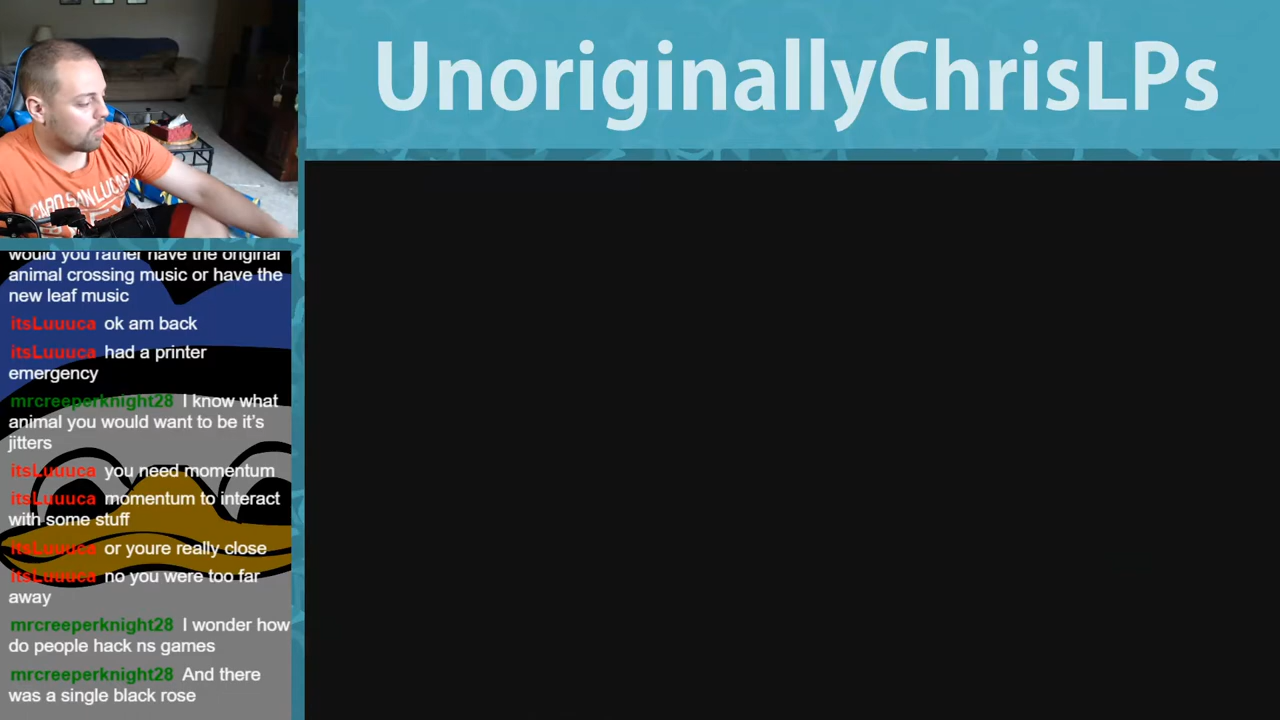 UnoriginallyChrisLPs
CABO SAN LUCAS
would you rather have the original
animal crossing music or have the
new leaf music
itsLuuuca ok am back
itsLuuuca had a printer
emergency
mrcreeperknight28 I know what
animal you would want to be it's
jitters
itsLuuuca you need momentum
itsLuuuca momentum to interact
with some stuff
itsLuuuca or youre really close
itsLuuuca no you were too far
away
mrcreeperknight28 I wonder how
do people hack ns games
mrcreeperknight28 And there
was a single black rose